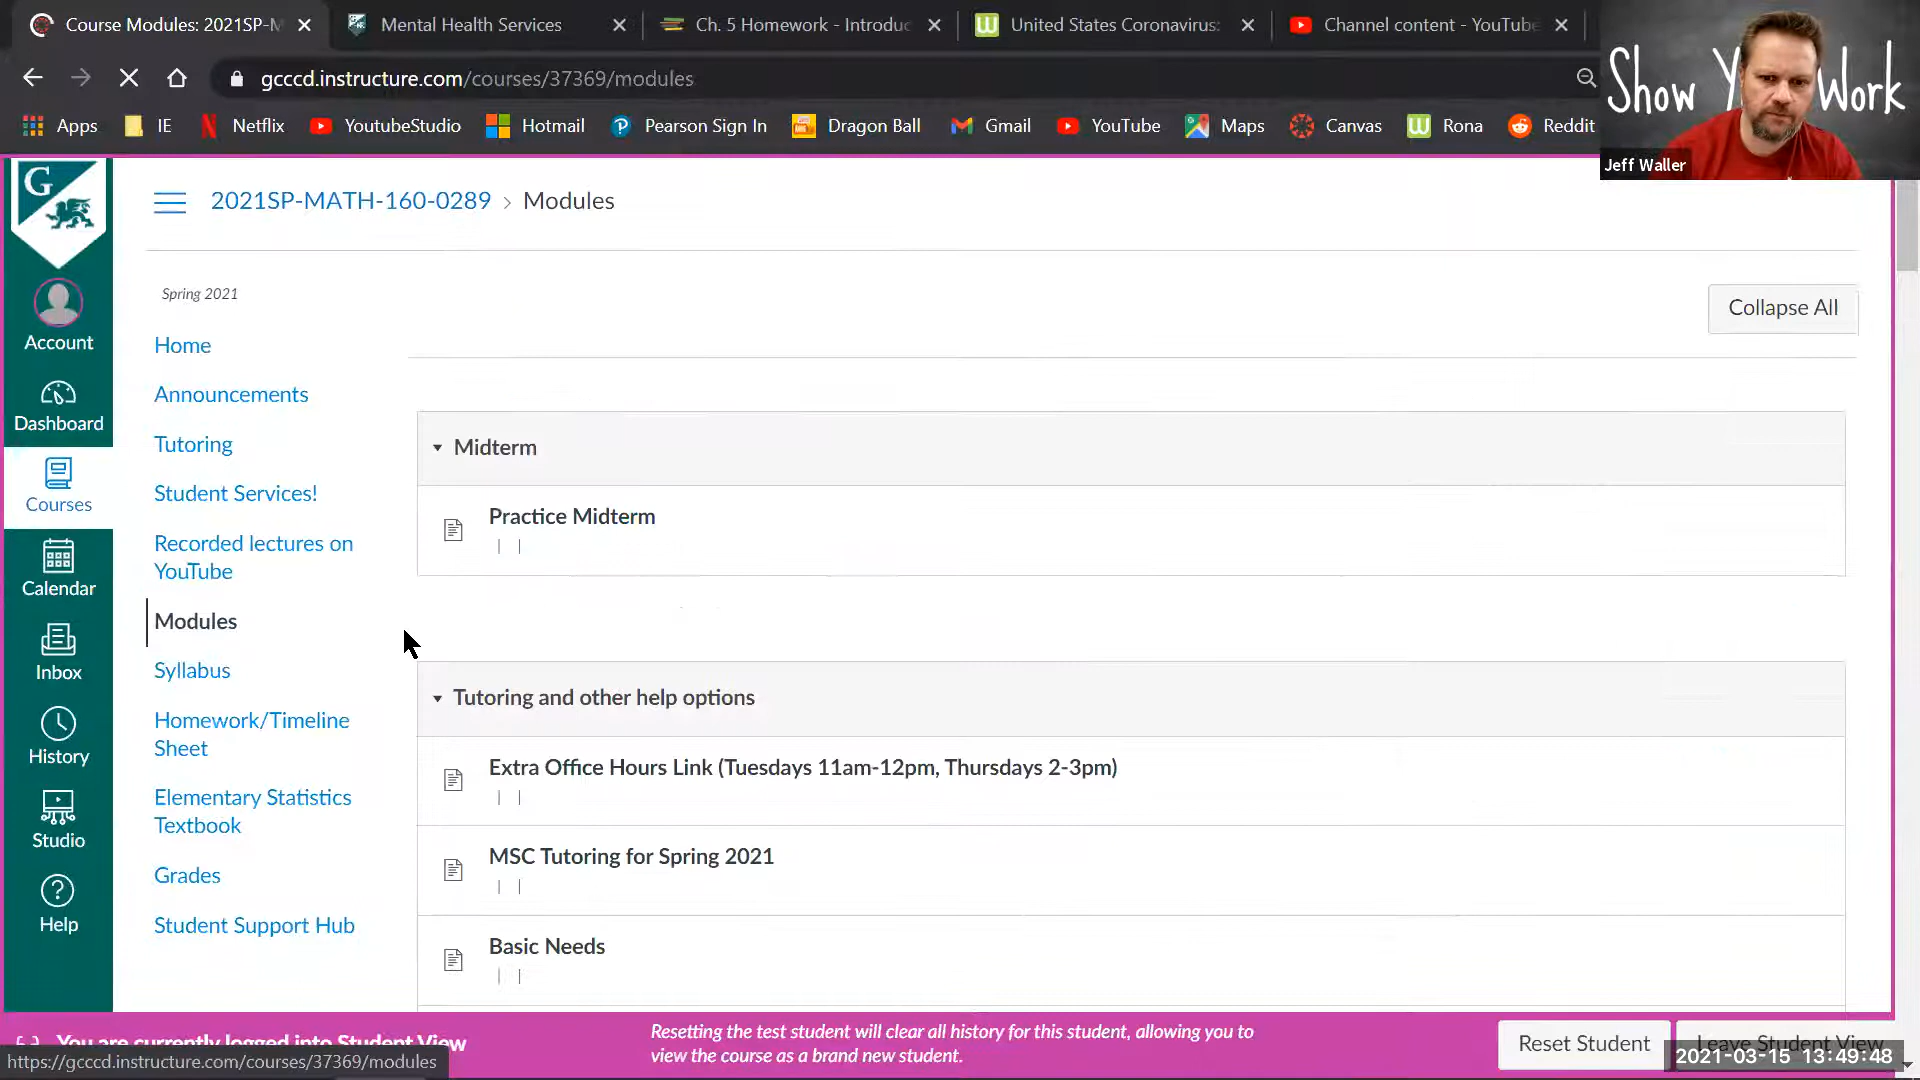 Course Modules: 2021SP-M
Mental Health Services
Ch. 5 Homework - Introduc
United States Coronavirus:
Channel content - YouTube
gcccd.instructure.com/courses/37369/modules
Apps
IE
Netflix
YoutubeStudio
Hotmail
Pearson Sign In
Dragon Ball
Gmail
YouTube
Maps
Canvas
Rona
Reddit
Show Y Work
Jeff Waller
G
Account
Dashboard
Courses
Calendar
Inbox
History
Studio
Help
2021SP-MATH-160-0289 > Modules
Spring 2021
Home
Announcements
Tutoring
Student Services!
Recorded lectures on
YouTube
Modules
Syllabus
Homework/Timeline
Sheet
Elementary Statistics
Textbook
Grades
Student Support Hub
Collapse All
Midterm
Practice Midterm
Tutoring and other help options
Extra Office Hours Link (Tuesdays 11am-12pm, Thursdays 2-3pm)
MSC Tutoring for Spring 2021
Basic Needs
You are currently logged into Student View
https://gcccd.instructure.com/courses/37369/modules
Resetting the test student will clear all history for this student, allowing you to
view the course as a brand new student.
Reset Student
Leave Student View
2021-03-15 13:49:48